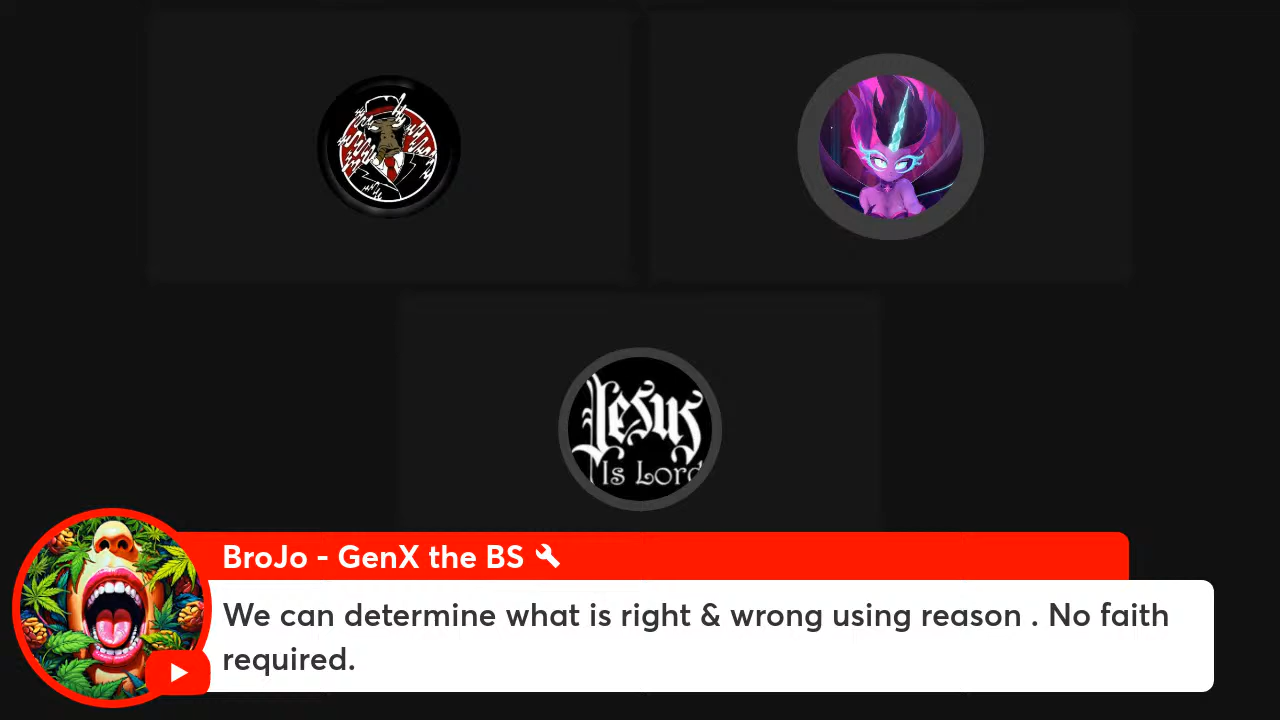 Jesus
Is Lord
BroJo - GenX the BS
We can determine what is right & wrong using reason . No faith
required.